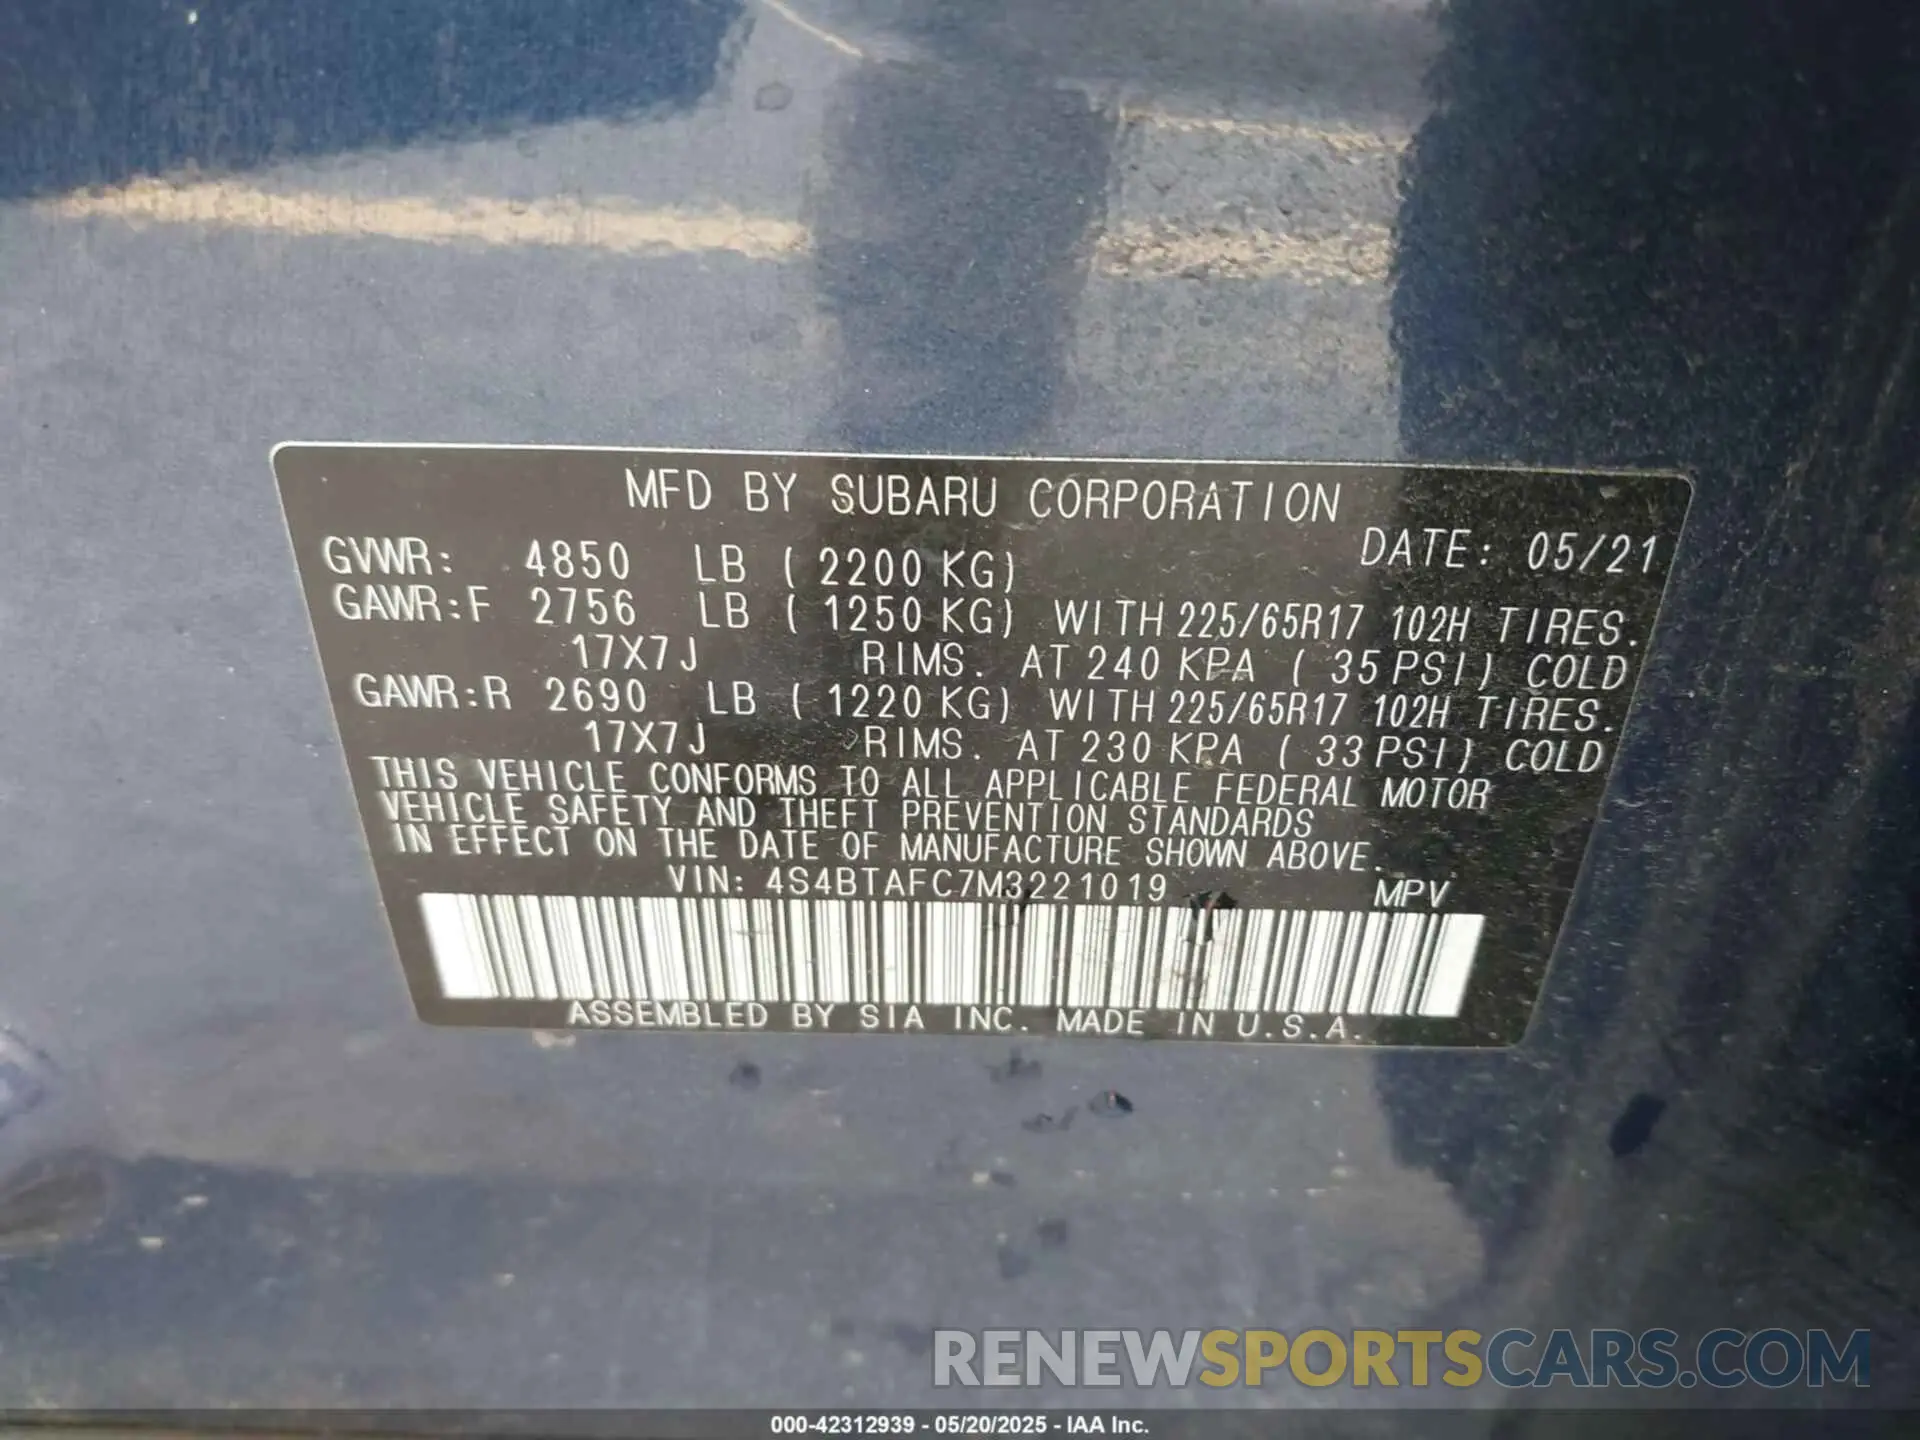 MFD BY SUBARU CORPORATION
DATE: 05/21
GVWR: 4850 LB ( 2200 KG)
GAWR:F 2756 LB ( 1250 KG) WITH 225/65R17 102H TIRES.
17X7J RIMS. AT 240 KPA ( 35 PSI) COLD
GAWR:R 2690 LB ( 1220 KG) WITH 225/65R17 102H TIRES.
17X7J RIMS. AT 230 KPA ( 33 PSI) COLD
THIS VEHICLE CONFORMS TO ALL APPLICABLE FEDERAL MOTOR
VEHICLE SAFETY AND THEFT PREVENTION STANDARDS
IN EFFECT ON THE DATE OF MANUFACTURE SHOWN ABOVE.
VIN: 4S4BTAFC7M3221019 MPV
ASSEMBLED BY SIA INC. MADE IN U.S.A.
RENEWSPORTSCARS.COM
000-42312939 - 05/20/2025 - IAA Inc.